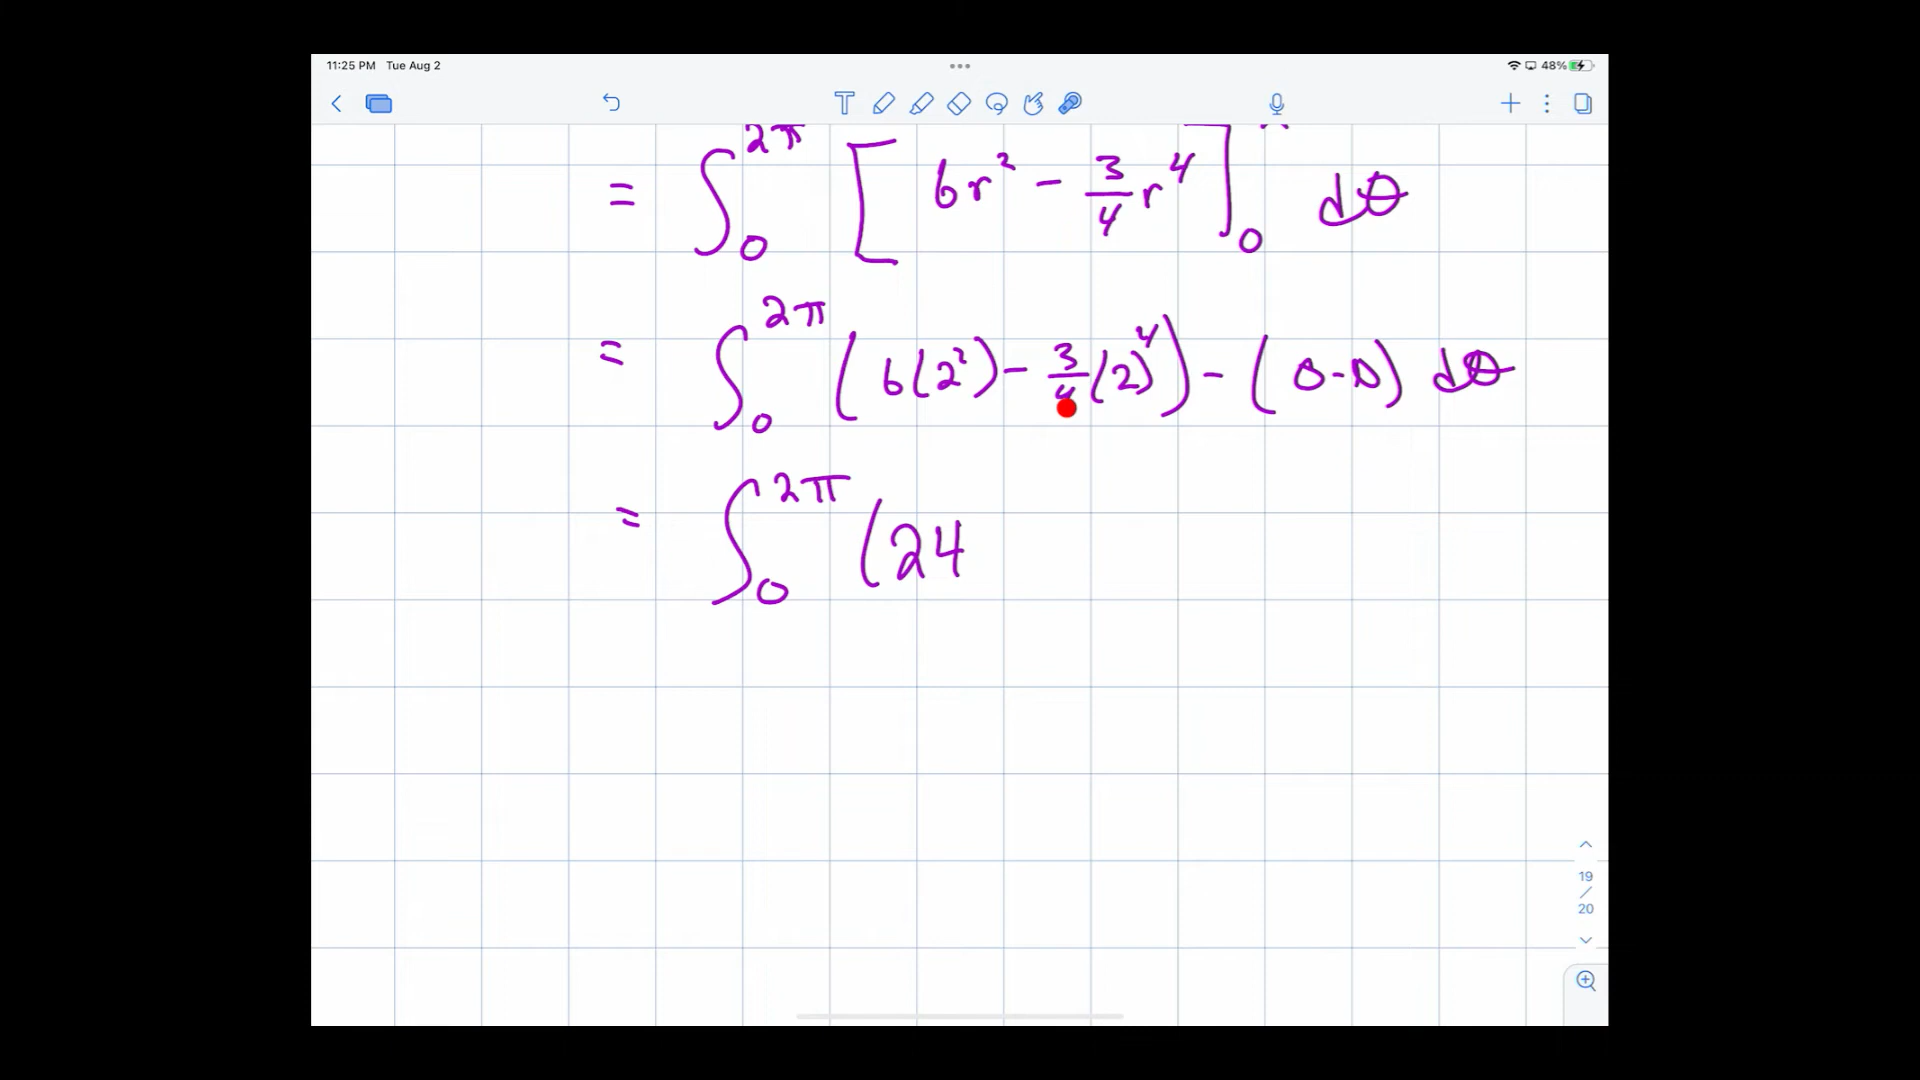 11:25 PM Tue Aug 2
48%
= ∫₀^{2π} [6r² - 3/4 r⁴]₀ dθ
= ∫₀^{2π} (6(2²) - 3/4 (2)⁴) - (0-0) dθ
= ∫₀^{2π} (24
19
/
20